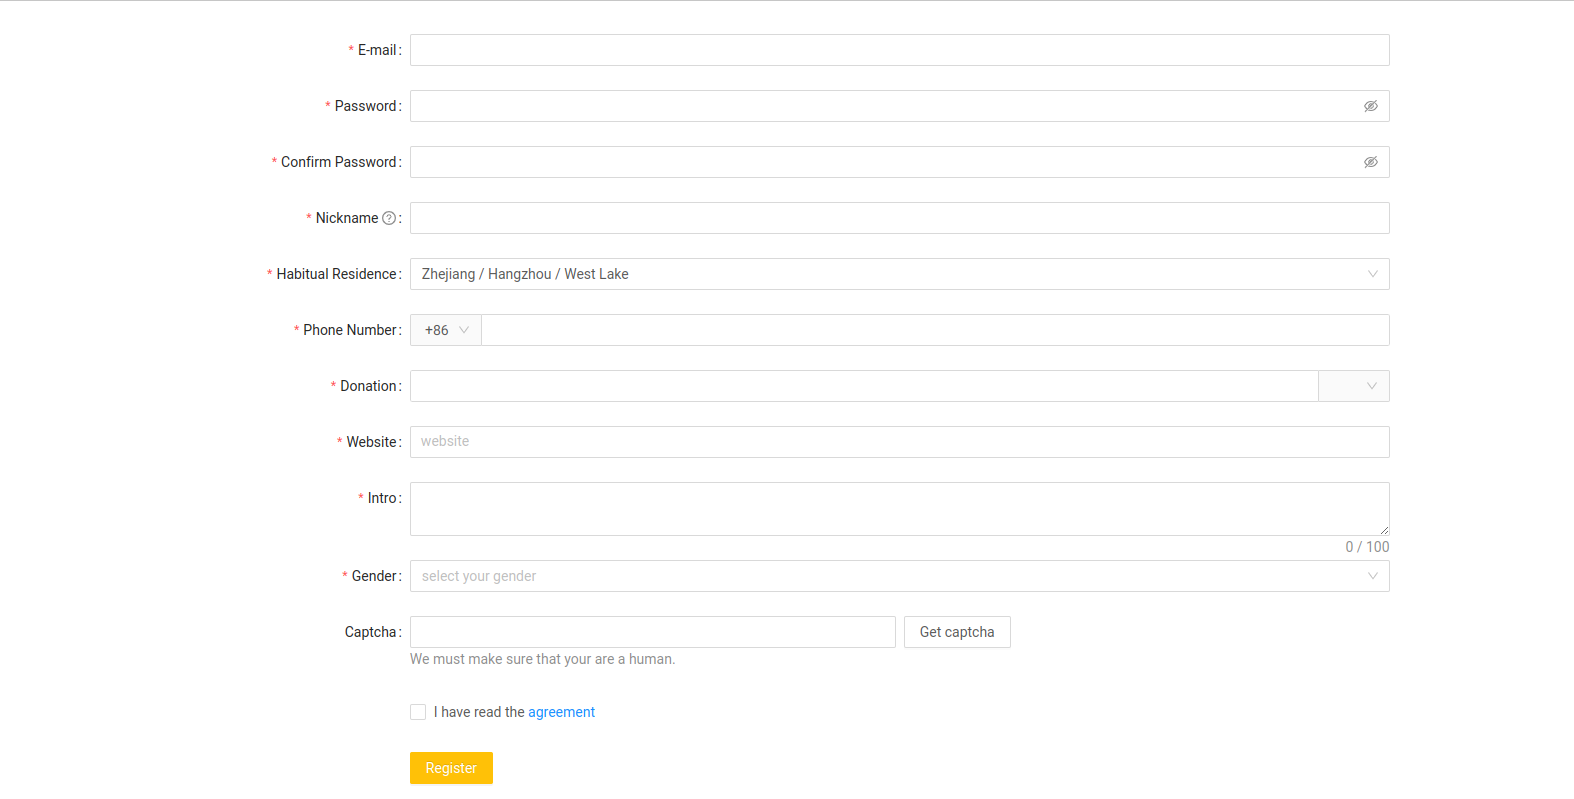 * E-mail :
* Password :
* Confirm Password :
* Nickname ? :
* Habitual Residence : Zhejiang / Hangzhou / West Lake
* Phone Number : +86
* Donation :
* Website : website
* Intro :
0 / 100
* Gender : select your gender
Captcha : Get captcha
We must make sure that your are a human.
I have read the agreement
Register